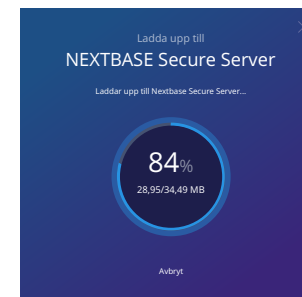 Ladda upp till
NEXTBASE Secure Server
Laddar upp till Nextbase Secure Server...
84%
28,95/34,49 MB
Avbryt